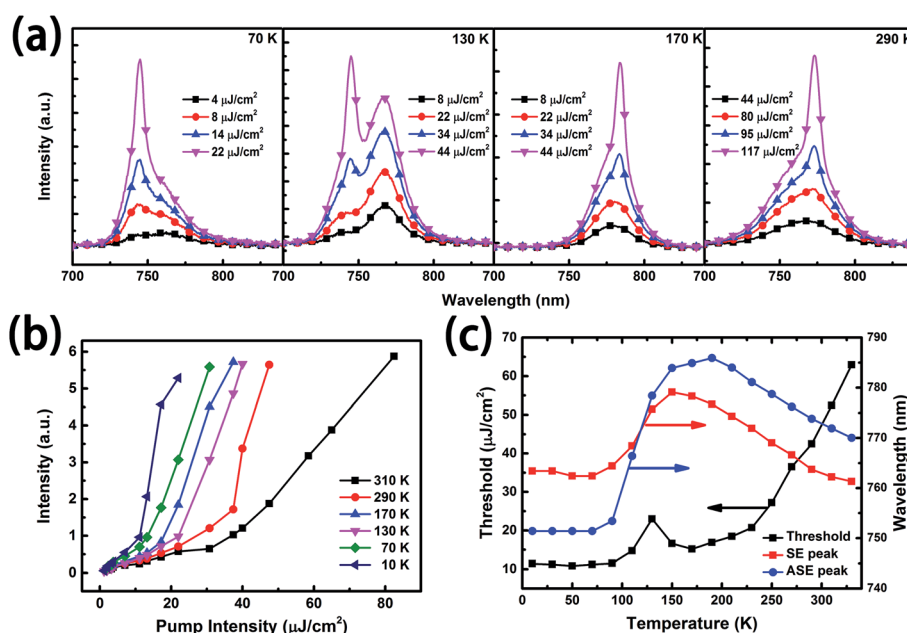 (a)
70 K
4 μJ/cm²
8 μJ/cm²
14 μJ/cm²
22 μJ/cm²
130 K
8 μJ/cm²
22 μJ/cm²
34 μJ/cm²
44 μJ/cm²
170 K
8 μJ/cm²
22 μJ/cm²
34 μJ/cm²
44 μJ/cm²
290 K
44 μJ/cm²
80 μJ/cm²
95 μJ/cm²
117 μJ/cm²
Intensity (a.u.)
700 750 800 700 750 800 700 750 800 700 750 800
Wavelength (nm)
(b)
6
5
4
3
2
1
0
Intensity (a.u.)
310 K
290 K
170 K
130 K
70 K
10 K
0 20 40 60 80
Pump Intensity (μJ/cm²)
(c)
70
60
50
40
30
20
10
Threshold (μJ/cm²)
790
780
770
760
750
740
Wavelength (nm)
Threshold
SE peak
ASE peak
0 50 100 150 200 250 300
Temperature (K)